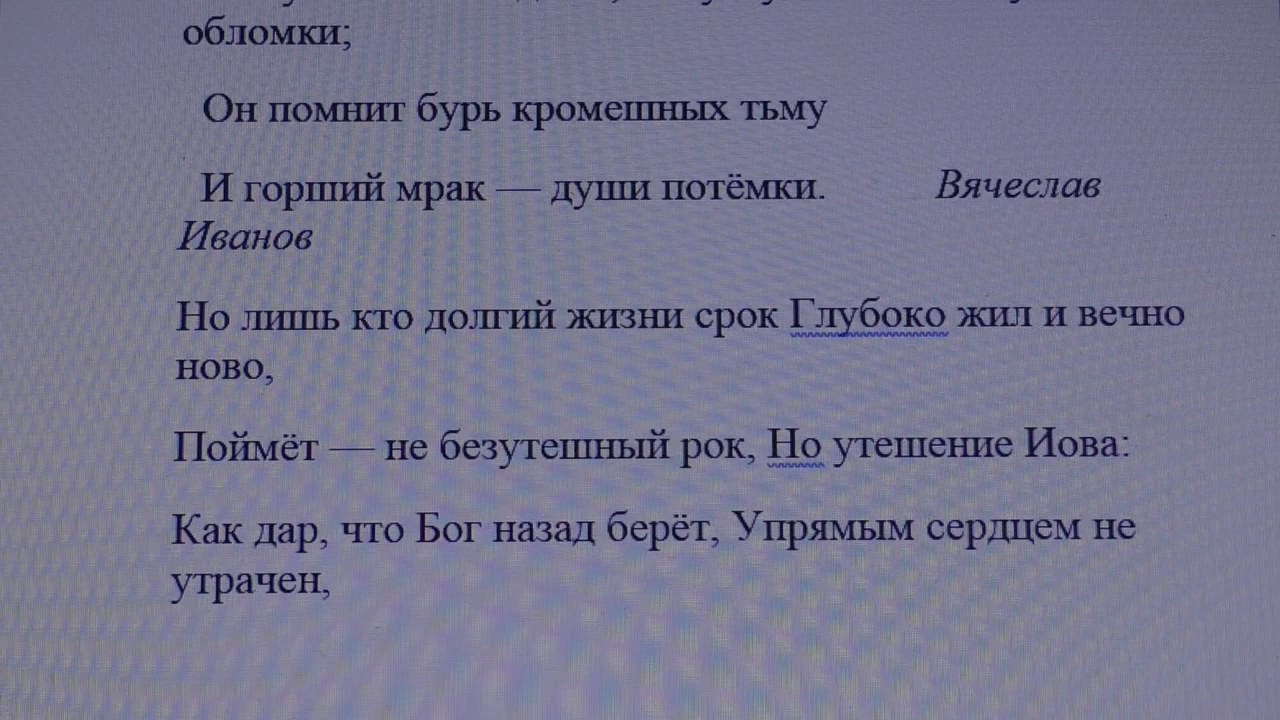 обломки;
Он помнит бурь кромешных тьму
И горший мрак — души потёмки. Вячеслав
Иванов
Но лишь кто долгий жизни срок Глубоко жил и вечно
ново,
Поймёт — не безутешный рок, Но утешение Иова:
Как дар, что Бог назад берёт, Упрямым сердцем не
утрачен,